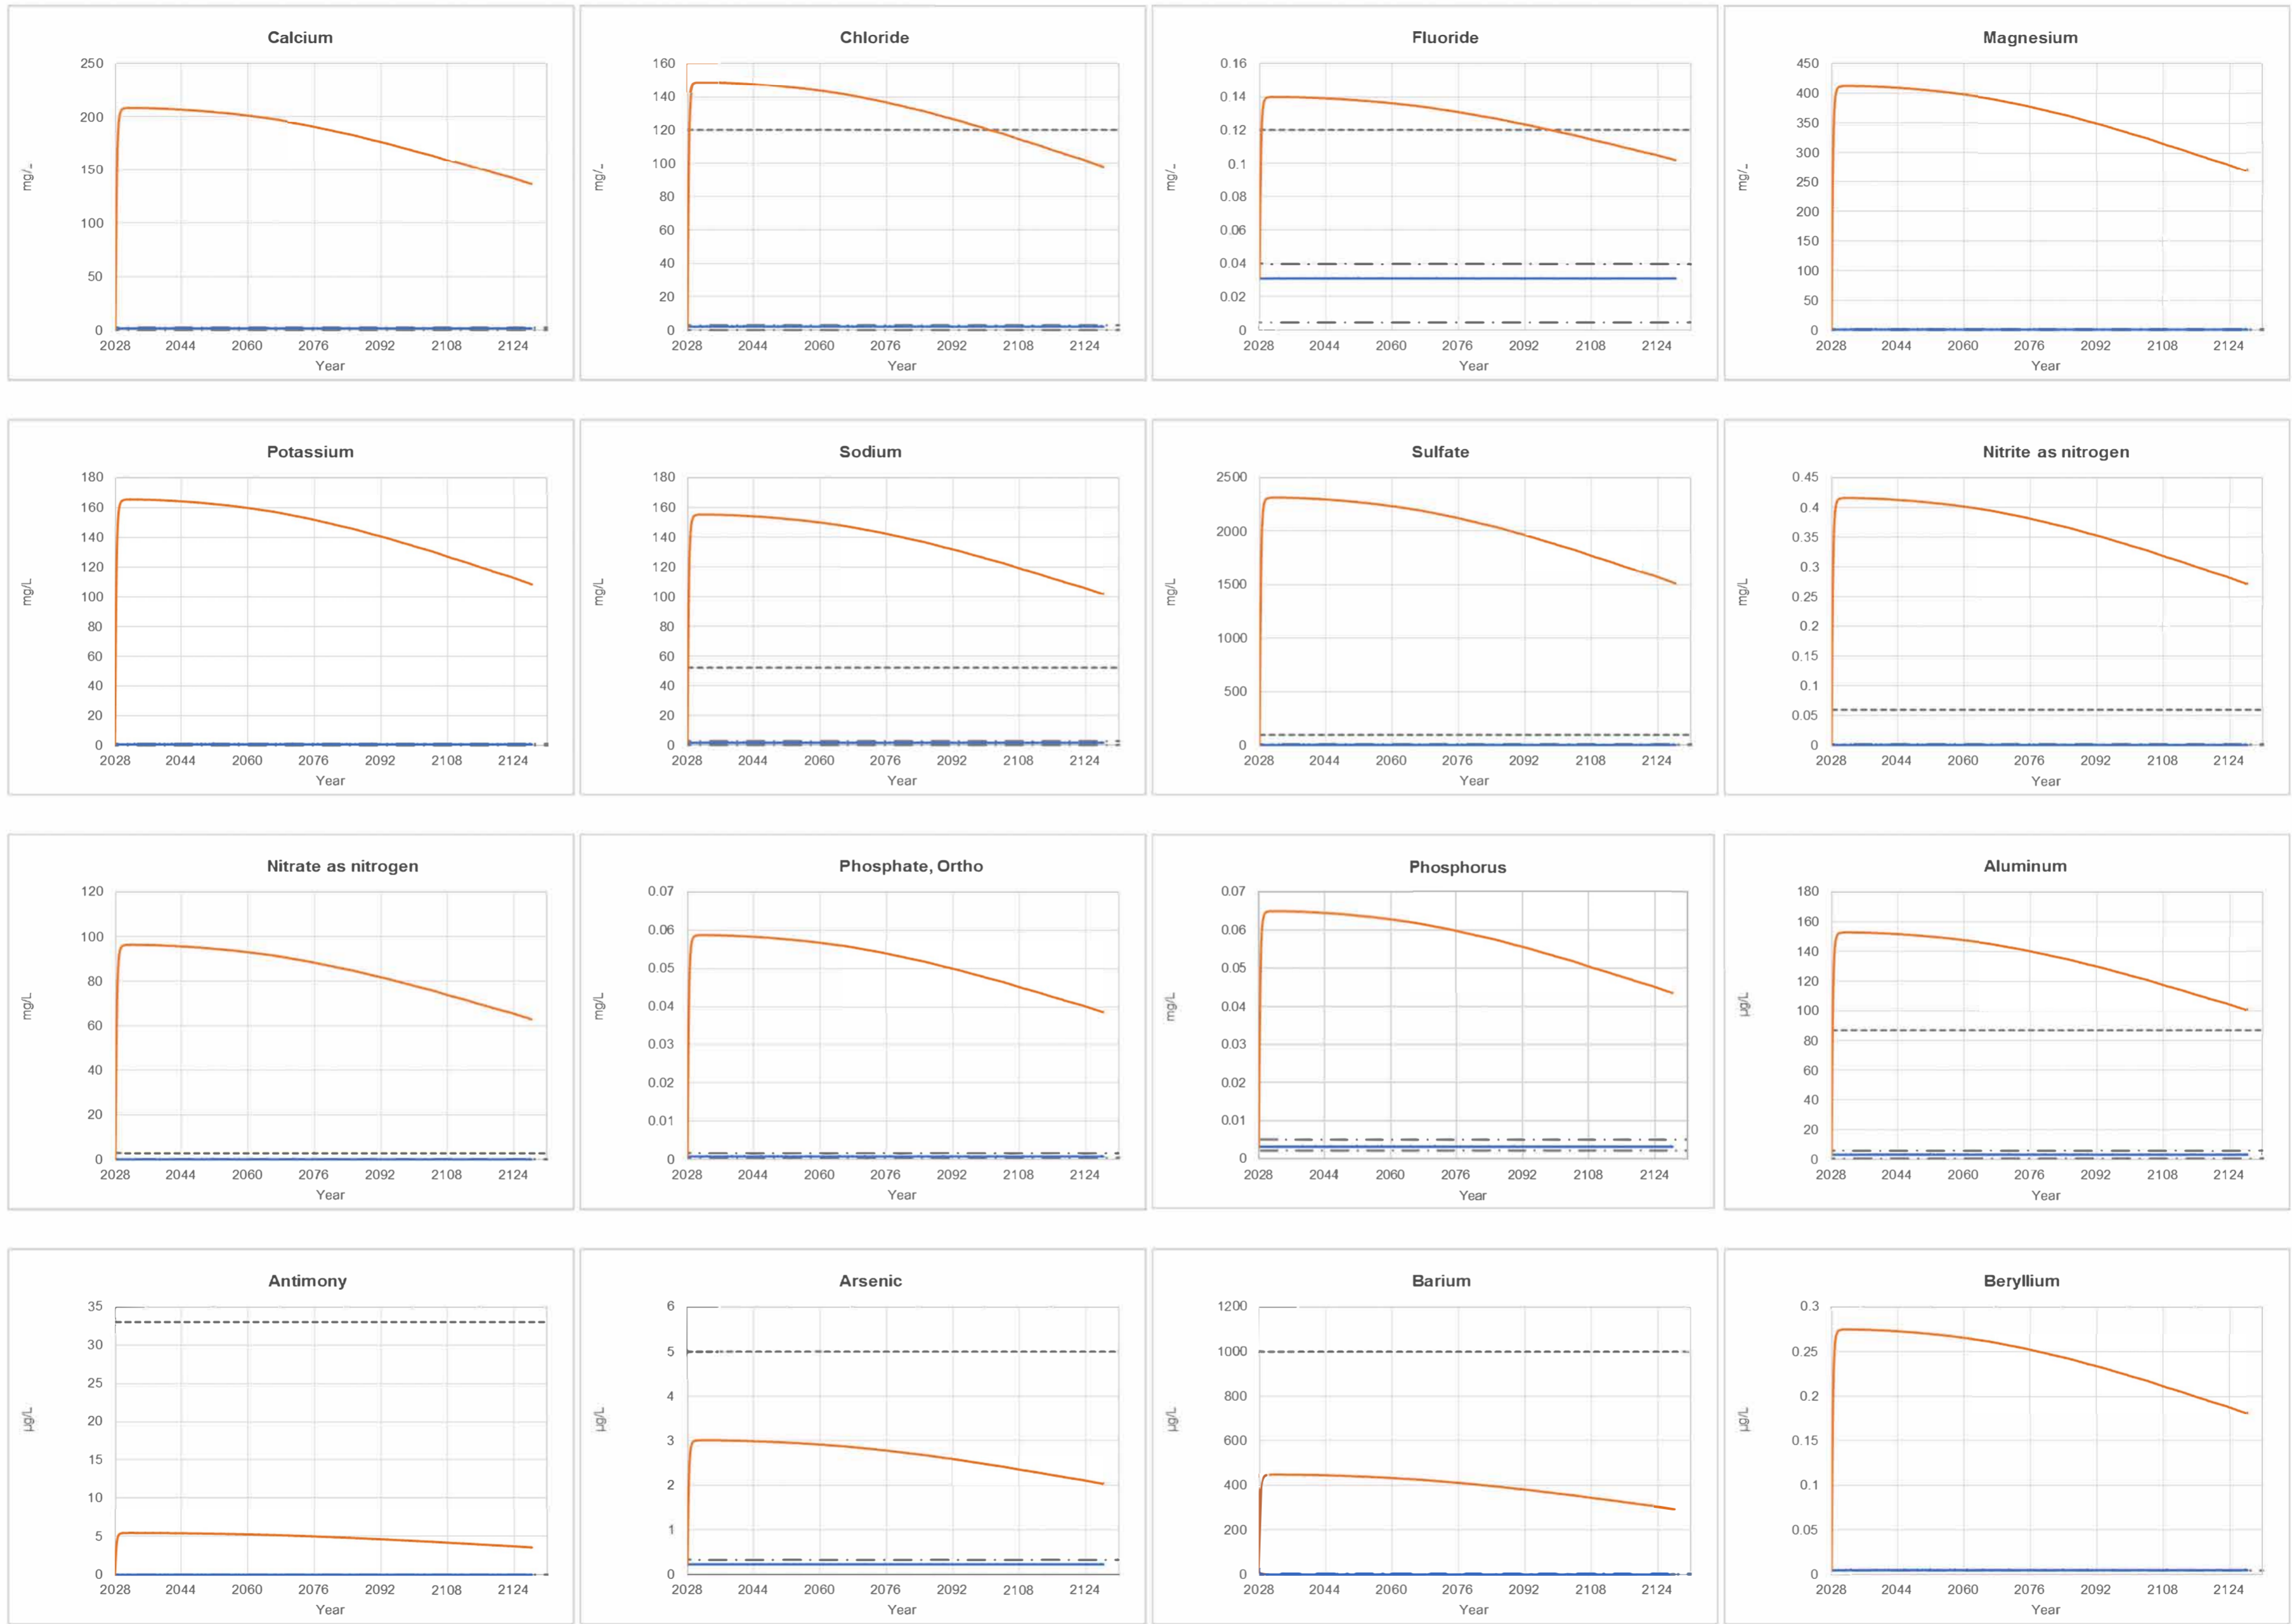 Calcium
250
200
150
mg/_
100
50
0
2028 2044 2060 2076 2092 2108 2124
Year
Chloride
160
140
120
100
mg/_
80
60
40
20
0
2028 2044 2060 2076 2092 2108 2124
Year
Fluoride
0.16
0.14
0.12
0.1
mg/_
0.08
0.06
0.04
0.02
0
2028 2044 2060 2076 2092 2108 2124
Year
Magnesium
450
400
350
300
mg/_
250
200
150
100
50
0
2028 2044 2060 2076 2092 2108 2124
Year
Potassium
180
160
140
120
mg/L
100
80
60
40
20
0
2028 2044 2060 2076 2092 2108 2124
Year
Sodium
180
160
140
120
mg/L
100
80
60
40
20
0
2028 2044 2060 2076 2092 2108 2124
Year
Sulfate
2500
2000
1500
mg/L
1000
500
0
2028 2044 2060 2076 2092 2108 2124
Year
Nitrite as nitrogen
0.45
0.4
0.35
0.3
mg/L
0.25
0.2
0.15
0.1
0.05
0
2028 2044 2060 2076 2092 2108 2124
Year
Nitrate as nitrogen
120
100
80
mg/L
60
40
20
0
2028 2044 2060 2076 2092 2108 2124
Year
Phosphate, Ortho
0.07
0.06
0.05
mg/L
0.04
0.03
0.02
0.01
0
2028 2044 2060 2076 2092 2108 2124
Year
Phosphorus
0.07
0.06
0.05
mg/L
0.04
0.03
0.02
0.01
0
2028 2044 2060 2076 2092 2108 2124
Year
Aluminum
180
160
140
120
µg/L
100
80
60
40
20
0
2028 2044 2060 2076 2092 2108 2124
Year
Antimony
35
30
25
20
µg/L
15
10
5
0
2028 2044 2060 2076 2092 2108 2124
Year
Arsenic
6
5
4
µg/L
3
2
1
0
2028 2044 2060 2076 2092 2108 2124
Year
Barium
1200
1000
800
µg/L
600
400
200
0
2028 2044 2060 2076 2092 2108 2124
Year
Beryllium
0.3
0.25
0.2
µg/L
0.15
0.1
0.05
0
2028 2044 2060 2076 2092 2108 2124
Year